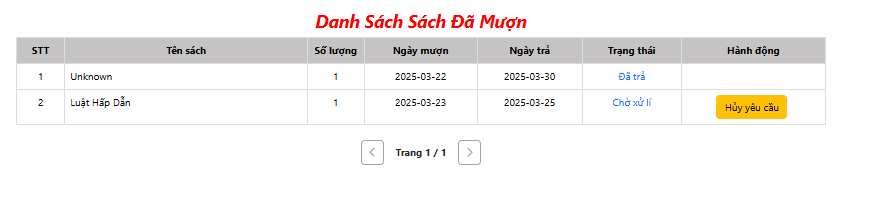 Danh Sách Sách Đã Mượn
STT Tên sách Số lượng Ngày mượn Ngày trả Trạng thái Hành động
1 Unknown 1 2025-03-22 2025-03-30 Đã trả
2 Luật Hấp Dẫn 1 2025-03-23 2025-03-25 Chờ xử lí Hủy yêu cầu
Trang 1 / 1